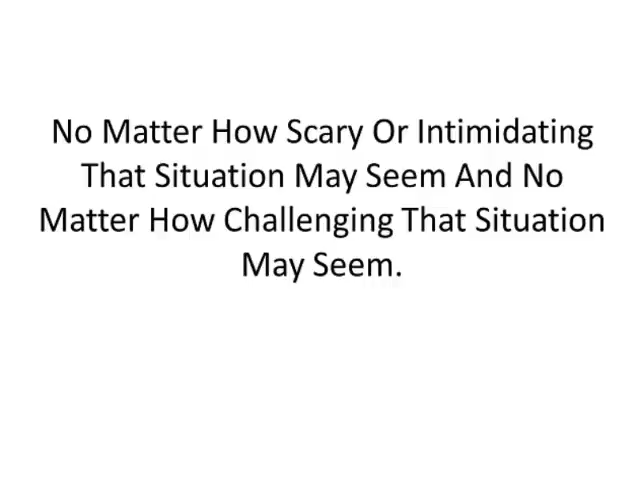 No Matter How Scary Or Intimidating
That Situation May Seem And No
Matter How Challenging That Situation
May Seem.